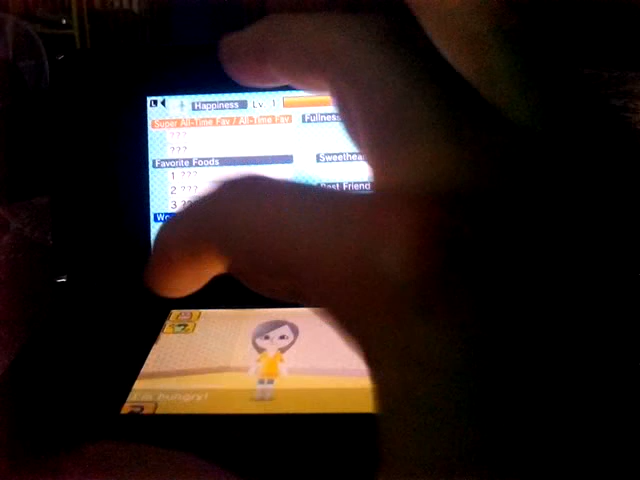 L Happiness Lv. 1
Super All-Time Fav / All-Time Fav
Fullness
???
???
Favorite Foods
1 ???
2 ???
3 ??
Sweethea
Best Friend
Wo
I'm hungry!